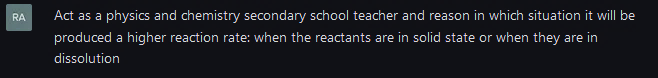 RA
Act as a physics and chemistry secondary school teacher and reason in which situation it will be
produced a higher reaction rate: when the reactants are in solid state or when they are in
dissolution